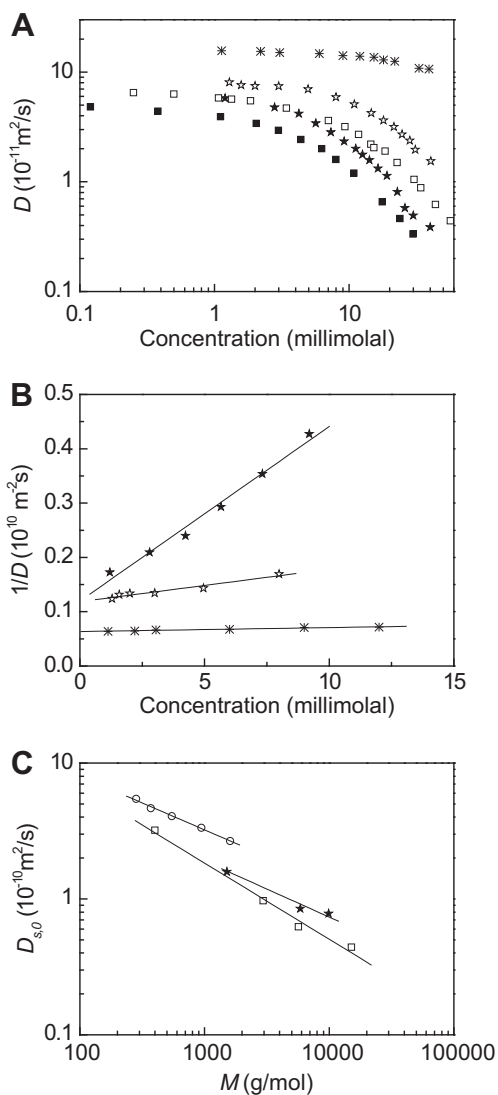 A
10
1
0.1
D (10⁻¹¹m²/s)
0.1 1 10
Concentration (millimolal)
B
0.5
0.4
0.3
0.2
0.1
0.0
1/D (10¹⁰ m⁻²s)
0 5 10 15
Concentration (millimolal)
C
10
1
0.1
Dₛ,₀ (10⁻¹⁰m²/s)
100 1000 10000 100000
M (g/mol)